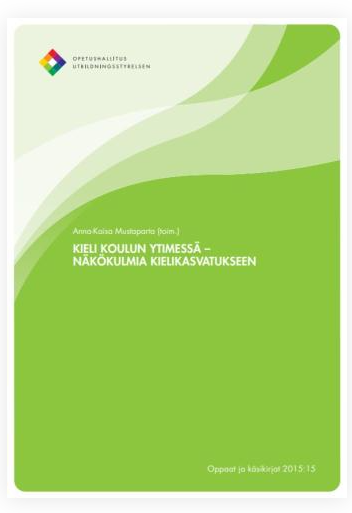 OPETUSHALLITUS
UTBILDNINGSSTYRELSEN
Anna-Kaisa Mustaparta (toim.)
KIELI KOULUN YTIMESSÄ –
NÄKÖKULMIA KIELIKASVATUKSEEN
Oppaat ja käsikirjat 2015:15